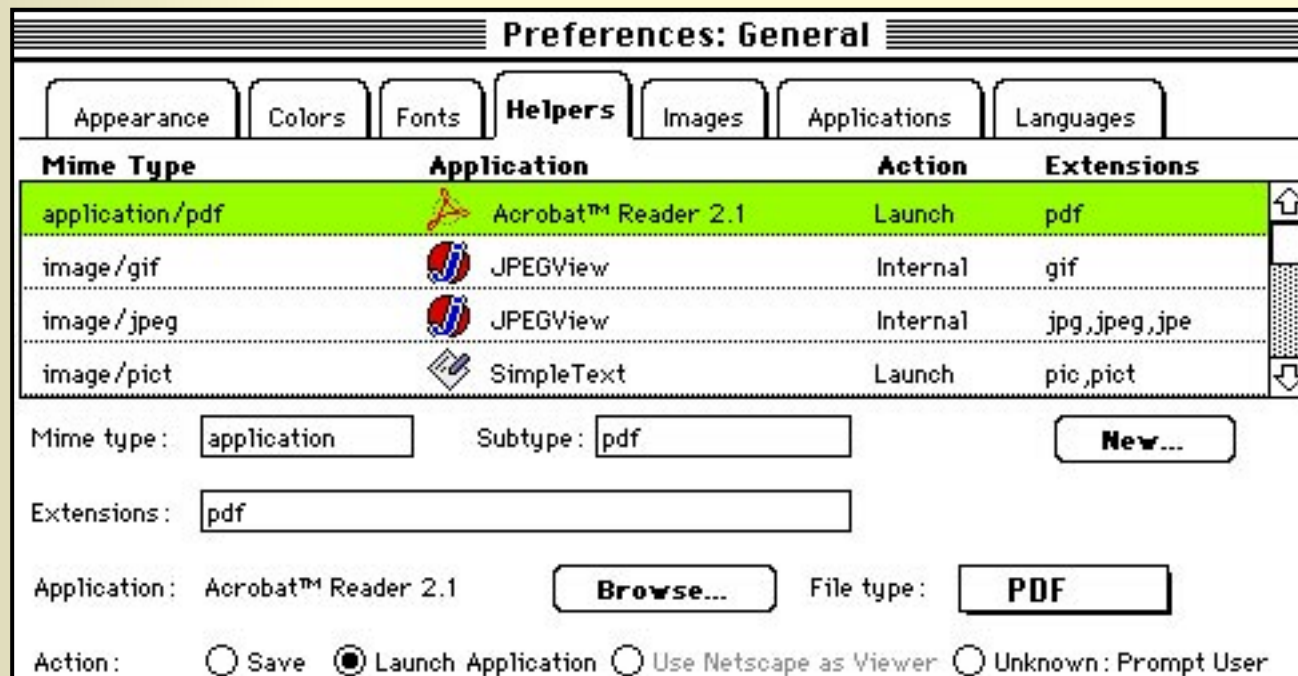 Preferences: General
Appearance Colors Fonts Helpers Images Applications Languages
Mime Type Application Action Extensions
application/pdf Acrobat™ Reader 2.1 Launch pdf
image/gif JPEGView Internal gif
image/jpeg JPEGView Internal jpg,jpeg,jpe
image/pict SimpleText Launch pic,pict
Mime type: application Subtype: pdf New...
Extensions: pdf
Application: Acrobat™ Reader 2.1 Browse... File type: PDF
Action: Save Launch Application Use Netscape as Viewer Unknown: Prompt User